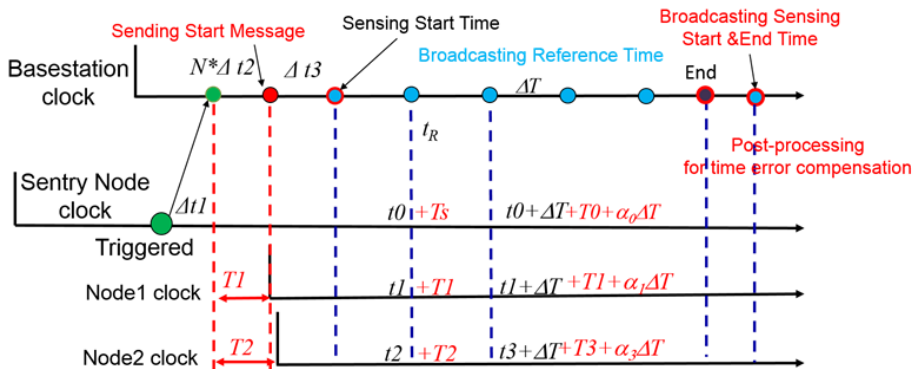 Sending Start Message
Sensing Start Time
Broadcasting Sensing
Start &End Time
Broadcasting Reference Time
Basestation
clock
N*Δ t2
Δ t3
ΔT
End
t_R
Post-processing
for time error compensation
Sentry Node
clock
Δt1
Triggered
t0 +Ts
t0+ΔT+T0+α_0ΔT
Node1 clock
T1
t1 +T1
t1+ΔT +T1+α_1ΔT
Node2 clock
T2
t2 +T2
t3+ΔT+T3+α_3ΔT